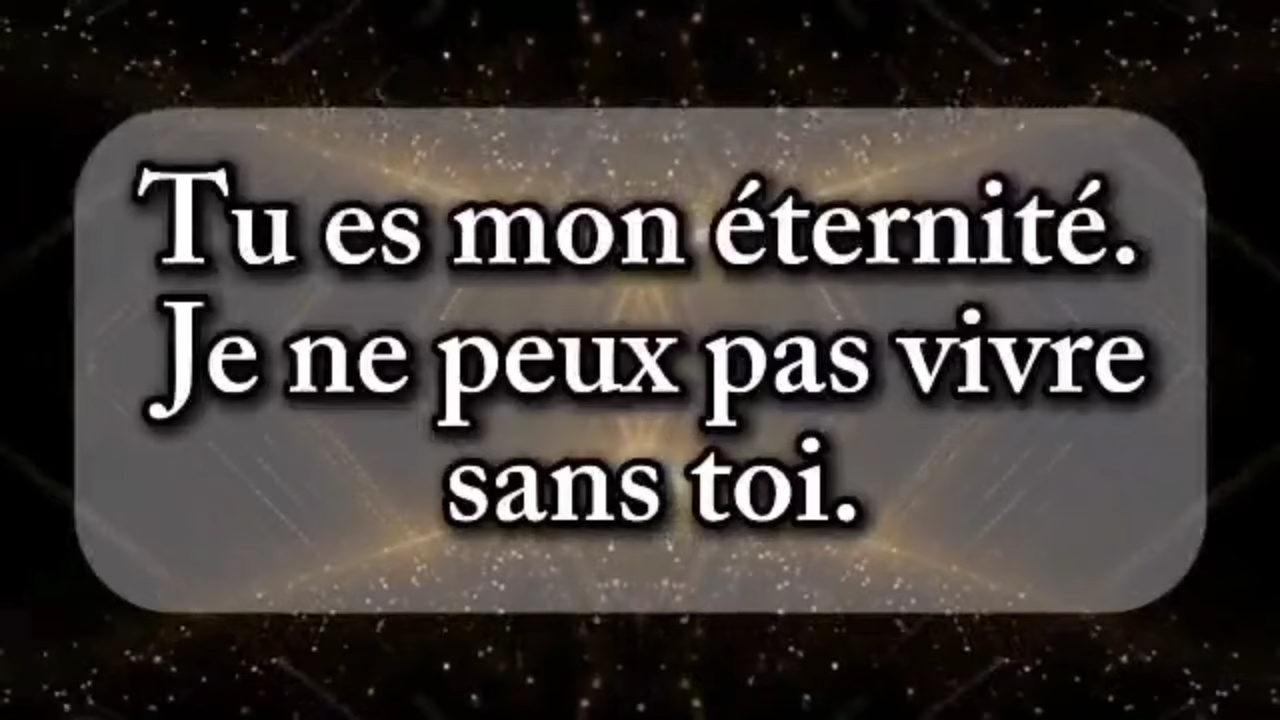 Tu es mon éternité.
Je ne peux pas vivre
sans toi.